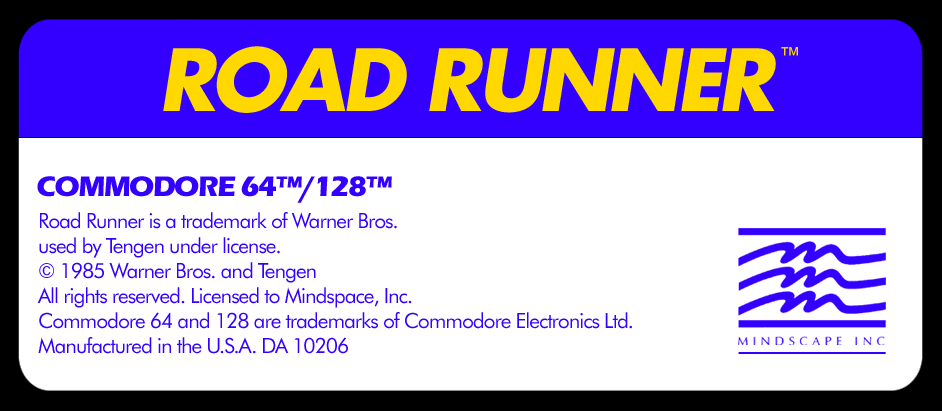 ROAD RUNNER™
COMMODORE 64™/128™
Road Runner is a trademark of Warner Bros.
used by Tengen under license.
© 1985 Warner Bros. and Tengen
All rights reserved. Licensed to Mindspace, Inc.
Commodore 64 and 128 are trademarks of Commodore Electronics Ltd.
Manufactured in the U.S.A. DA 10206
MINDSCAPE INC